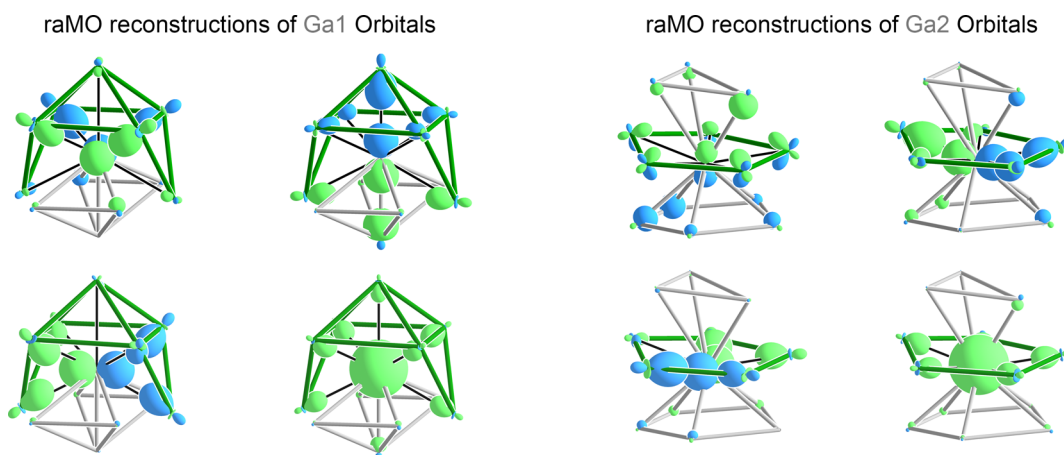 raMO reconstructions of Ga1 Orbitals
raMO reconstructions of Ga2 Orbitals